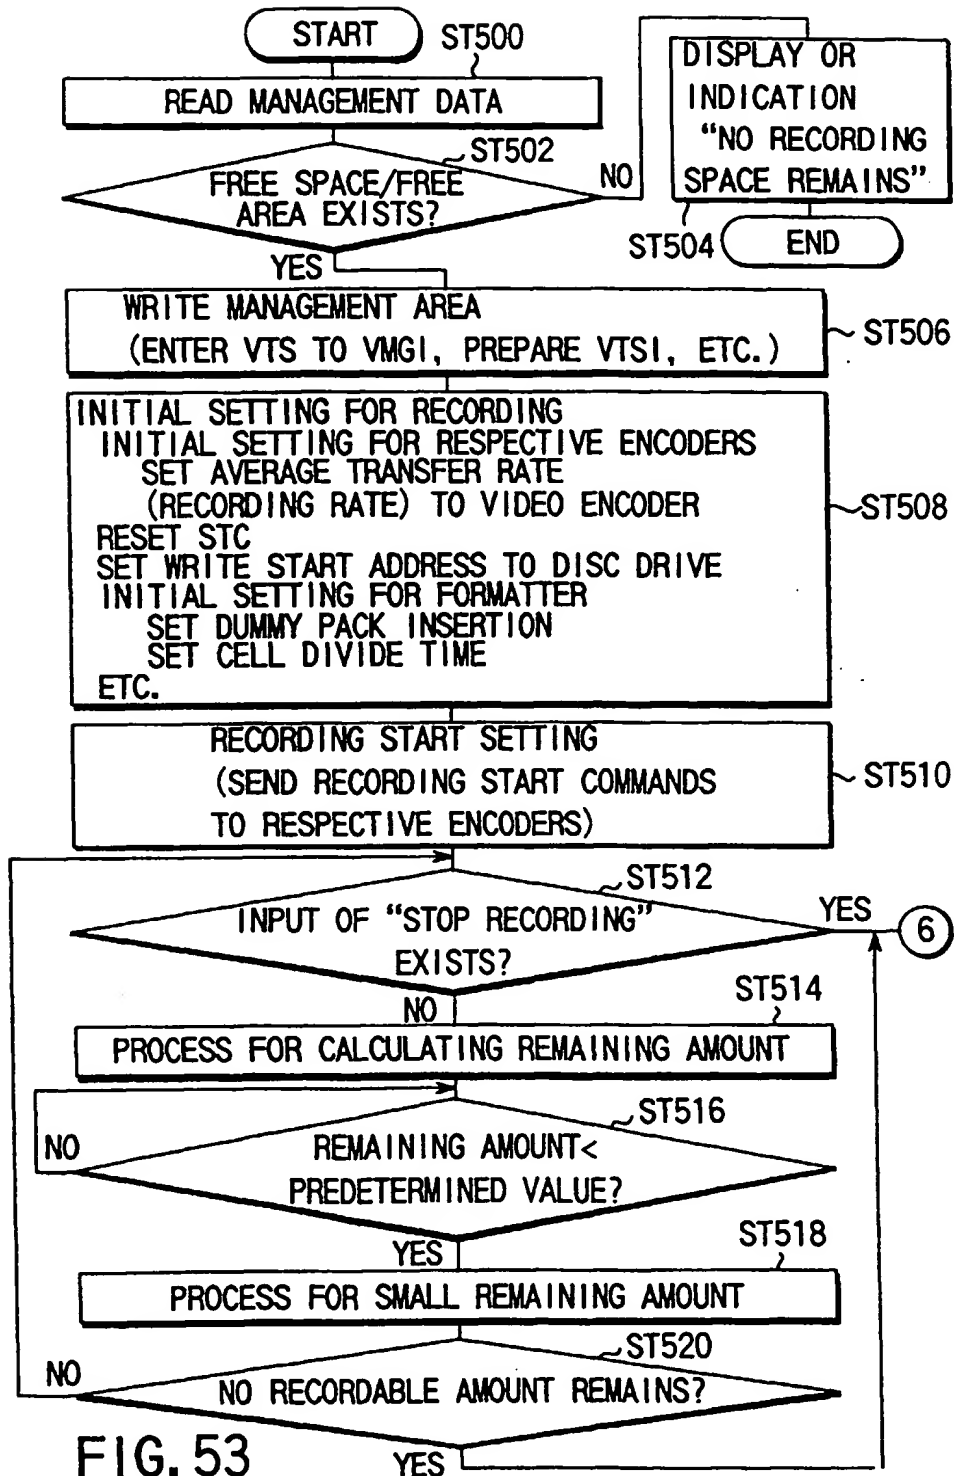 START
ST500
READ MANAGEMENT DATA
ST502
FREE SPACE/FREE
AREA EXISTS?
NO
DISPLAY OR
INDICATION
“NO RECORDING
SPACE REMAINS”
ST504
END
YES
WRITE MANAGEMENT AREA
(ENTER VTS TO VMGI, PREPARE VTSI, ETC.)
ST506
INITIAL SETTING FOR RECORDING
INITIAL SETTING FOR RESPECTIVE ENCODERS
SET AVERAGE TRANSFER RATE
(RECORDING RATE) TO VIDEO ENCODER
RESET STC
SET WRITE START ADDRESS TO DISC DRIVE
INITIAL SETTING FOR FORMATTER
SET DUMMY PACK INSERTION
SET CELL DIVIDE TIME
ETC.
ST508
RECORDING START SETTING
(SEND RECORDING START COMMANDS
TO RESPECTIVE ENCODERS)
ST510
ST512
INPUT OF “STOP RECORDING”
EXISTS?
YES
6
NO
ST514
PROCESS FOR CALCULATING REMAINING AMOUNT
ST516
NO
REMAINING AMOUNT<
PREDETERMINED VALUE?
YES
ST518
PROCESS FOR SMALL REMAINING AMOUNT
ST520
NO
NO RECORDABLE AMOUNT REMAINS?
YES
FIG. 53